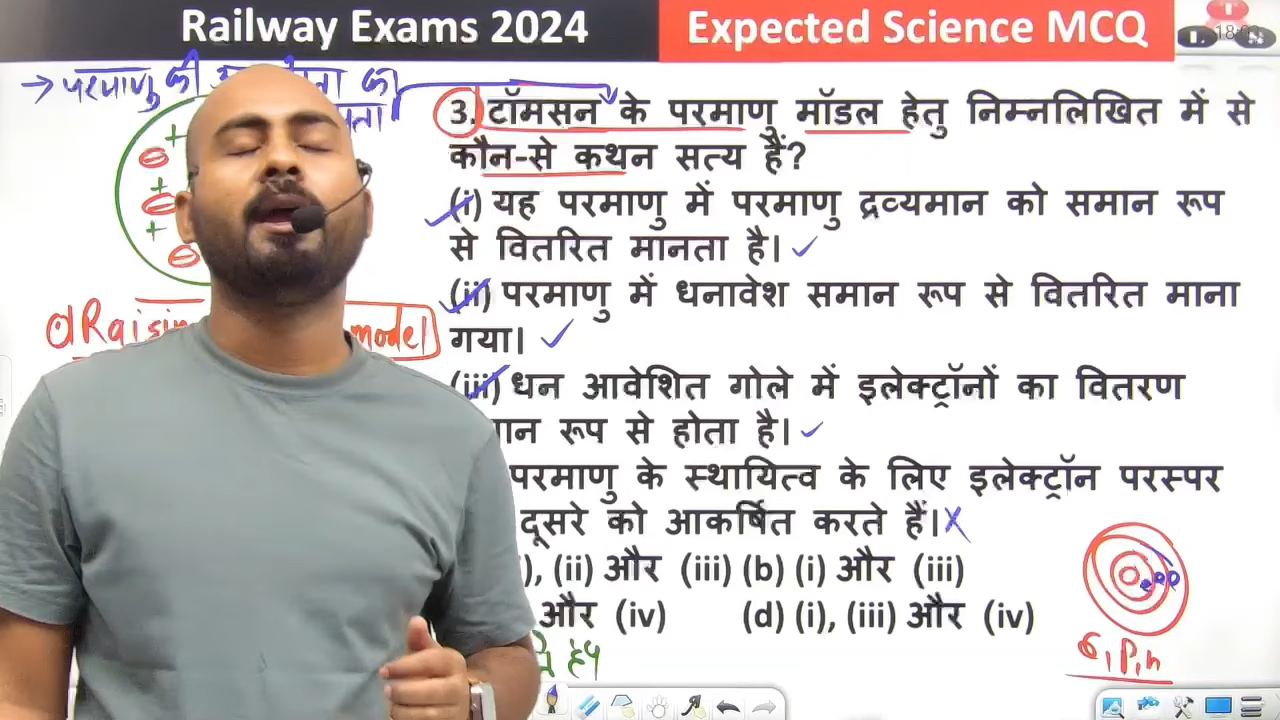 Railway Exams 2024
Expected Science MCQ
→ परमाणु की
3. टॉमसन के परमाणु मॉडल हेतु निम्नलिखित में से
कौन-से कथन सत्य हैं?
(i) यह परमाणु में परमाणु द्रव्यमान को समान रूप
से वितरित मानता है।
(ii) परमाणु में धनावेश समान रूप से वितरित माना
गया।
model
(iii) धन आवेशित गोले में इलेक्ट्रॉनों का वितरण
रूप से होता है।
परमाणु के स्थायित्व के लिए इलेक्ट्रॉन परस्पर
दूसरे को आकर्षित करते हैं।
(ii) और (iii) (b) (i) और (iii)
और (iv) (d) (i), (iii) और (iv)